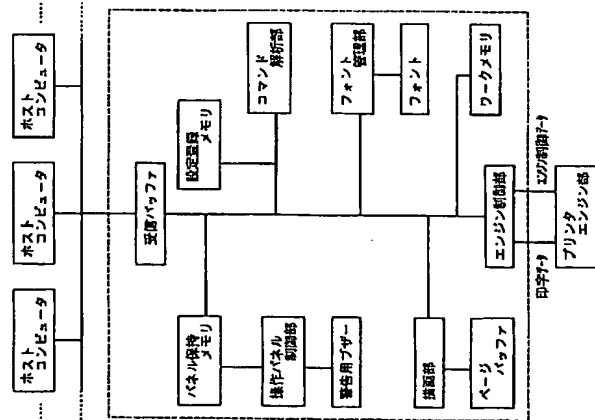 ホスト
コンピュータ
ホスト
コンピュータ
ホスト
コンピュータ
受信バッファ
パネル保持
メモリ
設定登録
メモリ
操作パネル
制御部
コマンド
解析部
警告用ブザー
フォント
管理部
フォント
描画部
ページ
バッファ
ワークメモリ
エンジン制御部
印字データ
エンジン制御データ
プリンタ
エンジン部